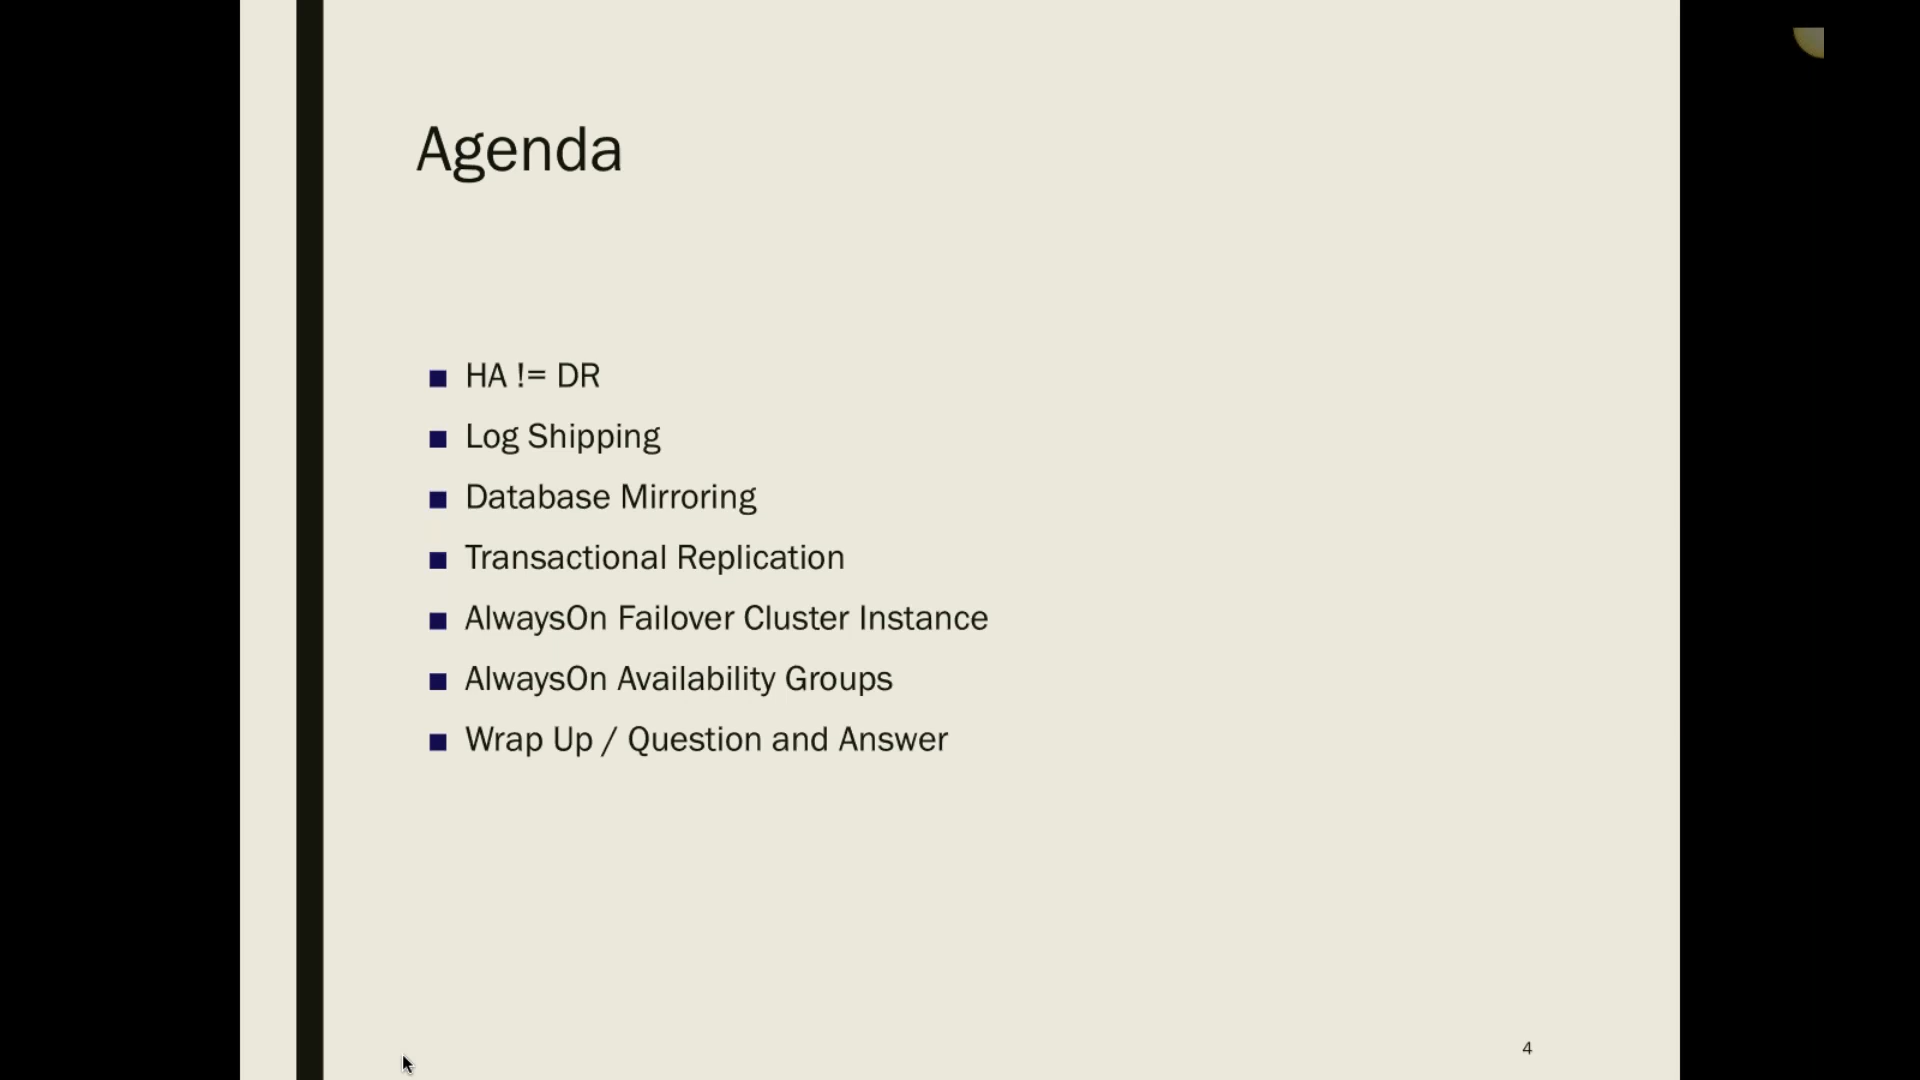 Agenda
HA != DR
Log Shipping
Database Mirroring
Transactional Replication
AlwaysOn Failover Cluster Instance
AlwaysOn Availability Groups
Wrap Up / Question and Answer
4